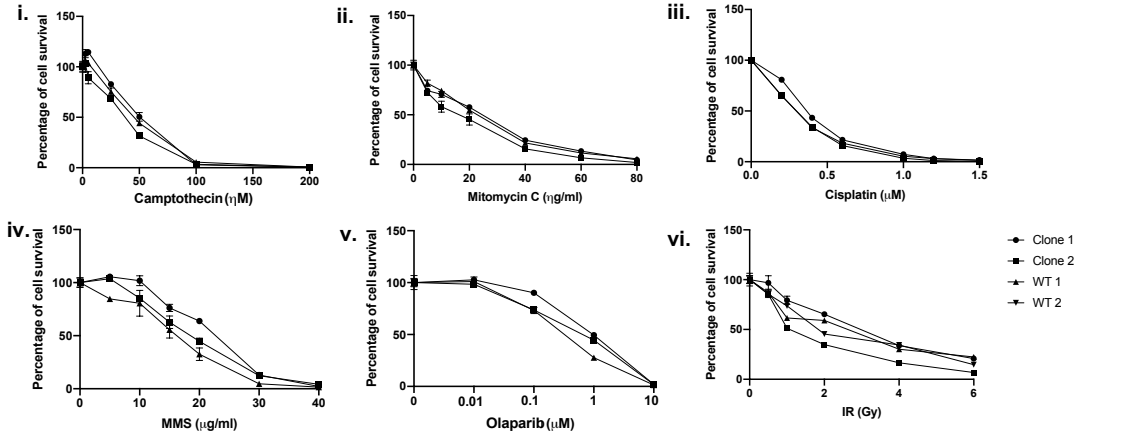 i.
Percentage of cell survival
150
100
50
0
0 50 100 150 200
Camptothecin (ηM)
ii.
Percentage of cell survival
150
100
50
0
0 20 40 60 80
Mitomycin C (ηg/ml)
iii.
Percentage of cell survival
150
100
50
0
0.0 0.5 1.0 1.5
Cisplatin (μM)
iv.
Percentage of cell survival
150
100
50
0
0 10 20 30 40
MMS (μg/ml)
v.
Percentage of cell survival
150
100
50
0
0 0.01 0.1 1 10
Olaparib (μM)
vi.
Percentage of cell survival
150
100
50
0
0 2 4 6
IR (Gy)
Clone 1
Clone 2
WT 1
WT 2